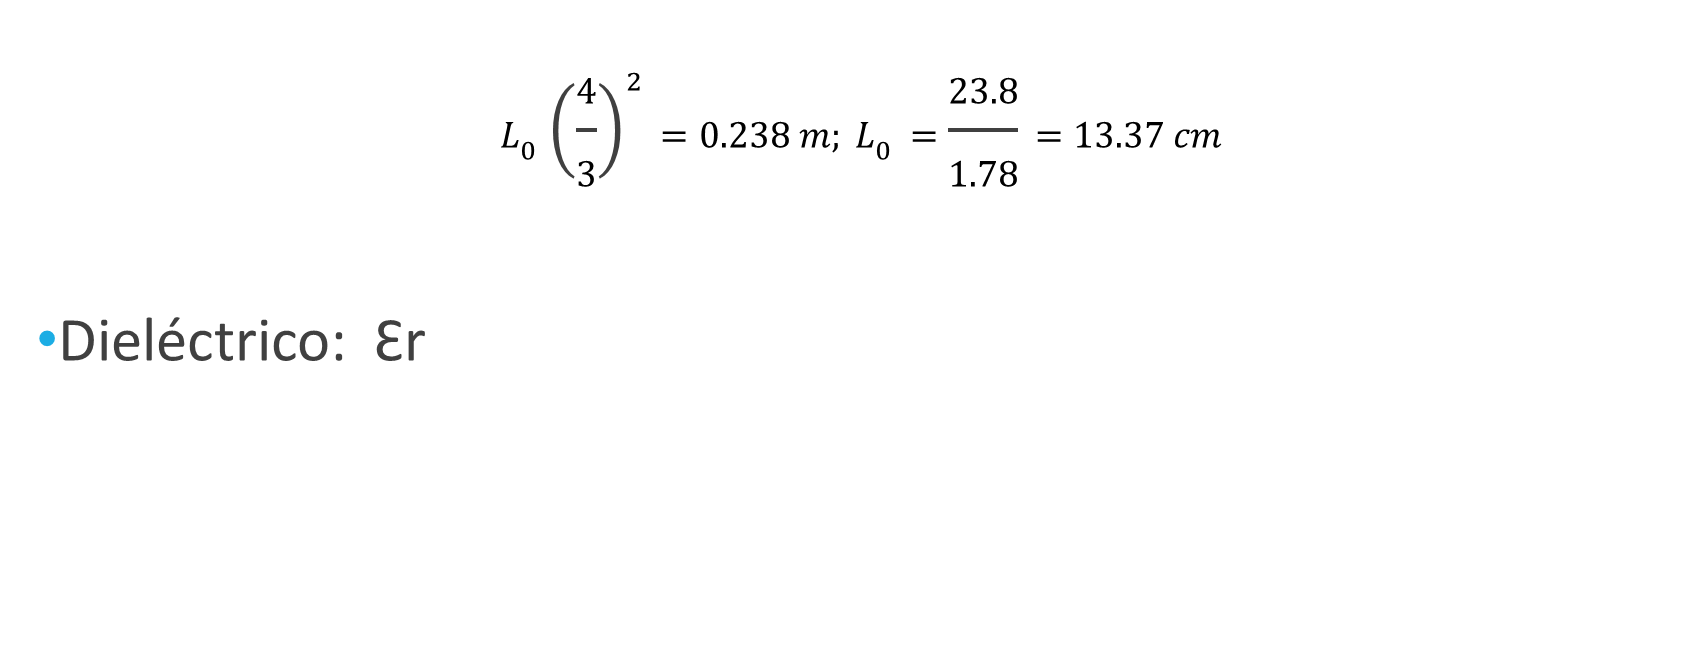 L₀ (4/3)² = 0.238 m; L₀ = 23.8/1.78 = 13.37 cm
•Dieléctrico: Ɛr